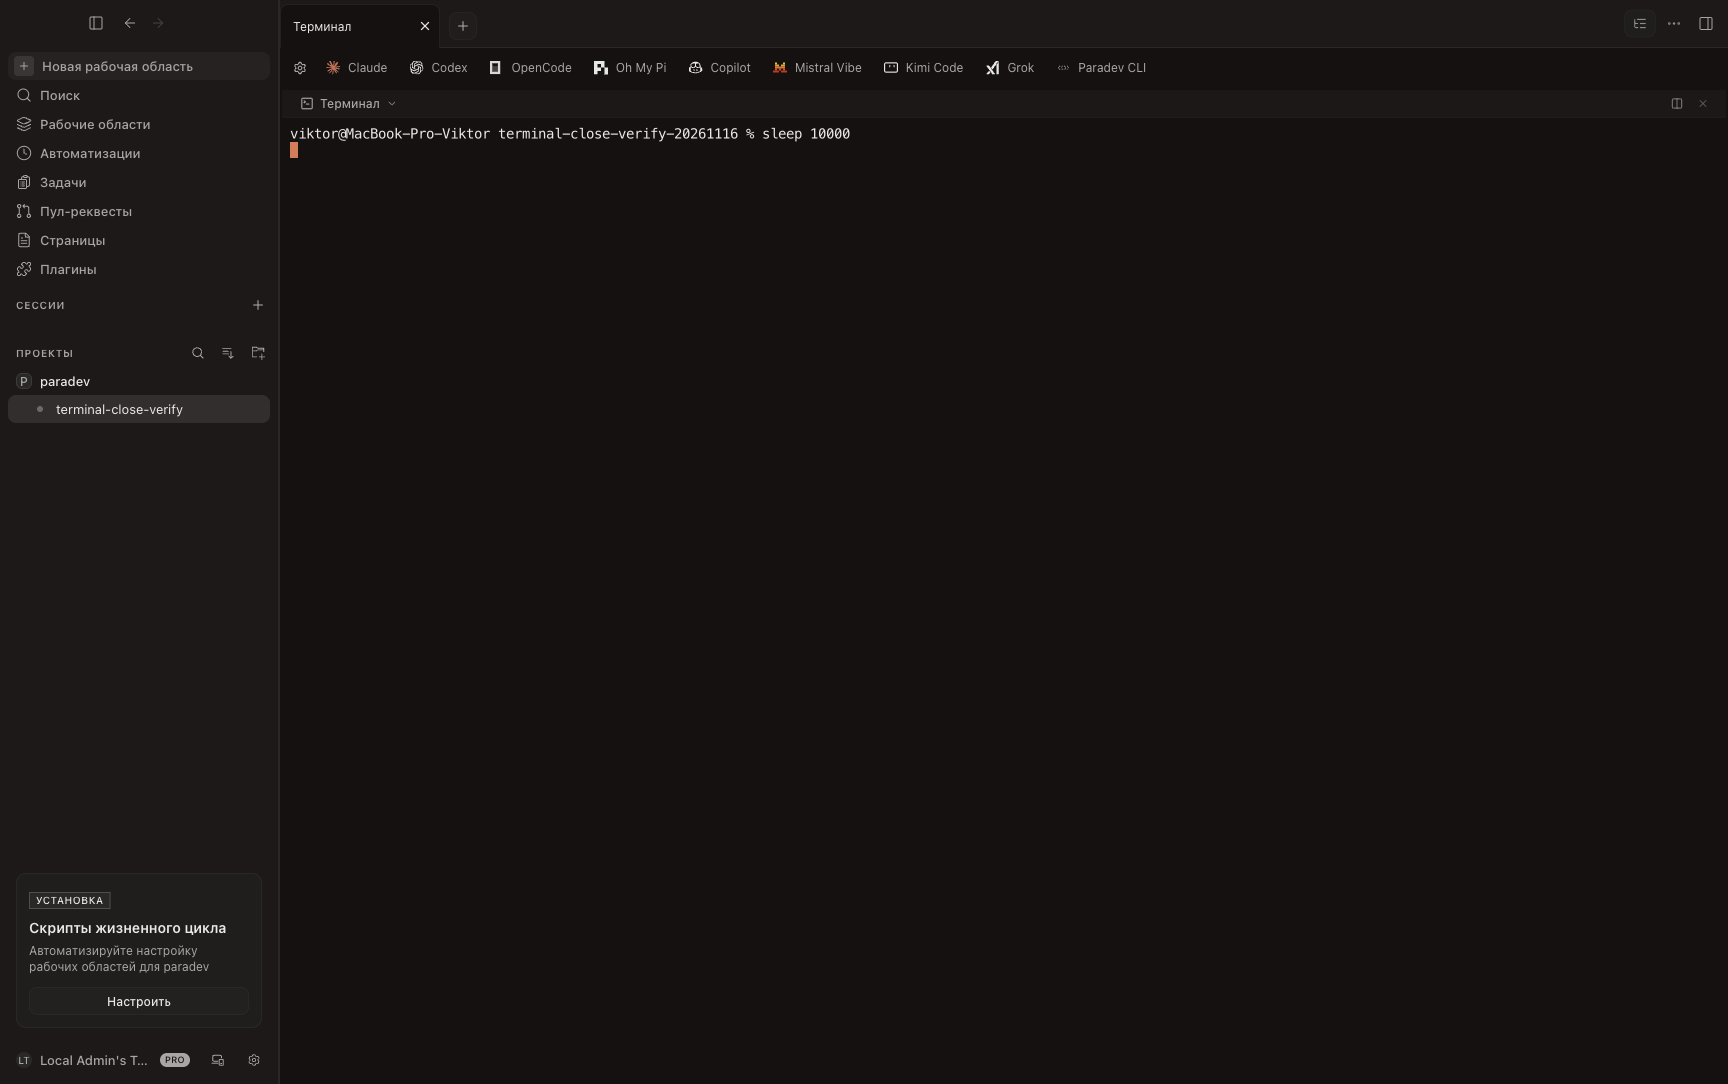 Новая рабочая область
Поиск
Рабочие области
Автоматизации
Задачи
Пул-реквесты
Страницы
Плагины
СЕССИИ
ПРОЕКТЫ
P paradev
terminal-close-verify
УСТАНОВКА
Скрипты жизненного цикла
Автоматизируйте настройку
рабочих областей для paradev
Настроить
LT Local Admin's T... PRO
Терминал
Claude Codex OpenCode Oh My Pi Copilot Mistral Vibe Kimi Code Grok Paradev CLI
Терминал
viktor@MacBook-Pro-Viktor terminal-close-verify-20261116 % sleep 10000